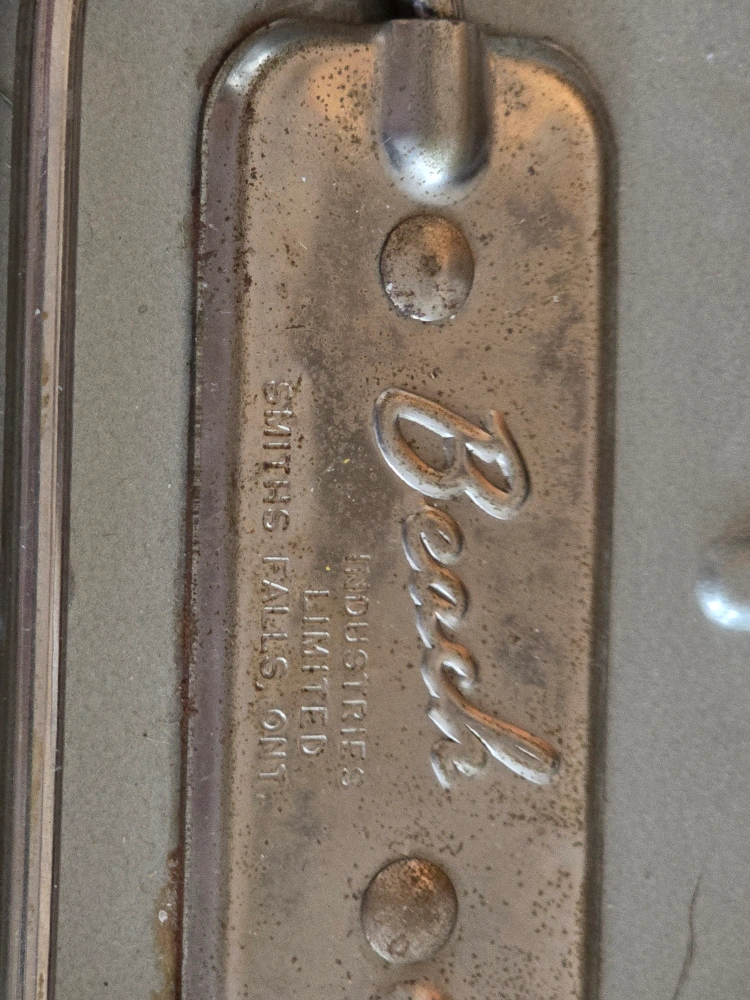 Beach
INDUSTRIES
LIMITED
SMITHS FALLS, ONT.